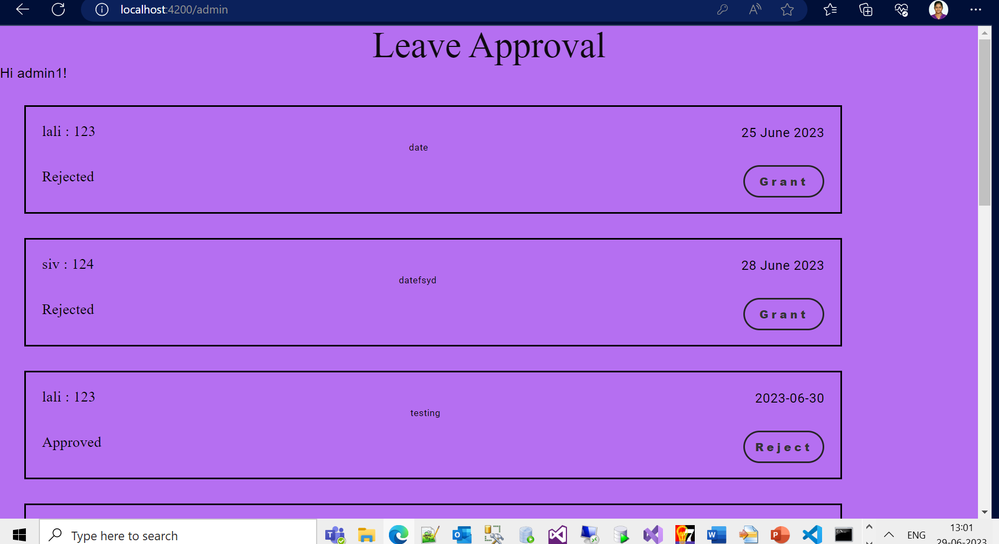 localhost:4200/admin
Leave Approval
Hi admin1!
lali : 123
25 June 2023
date
Rejected
Grant
siv : 124
28 June 2023
datefsyd
Rejected
Grant
lali : 123
2023-06-30
testing
Approved
Reject
Type here to search
ENG
13:01
29-06-2023